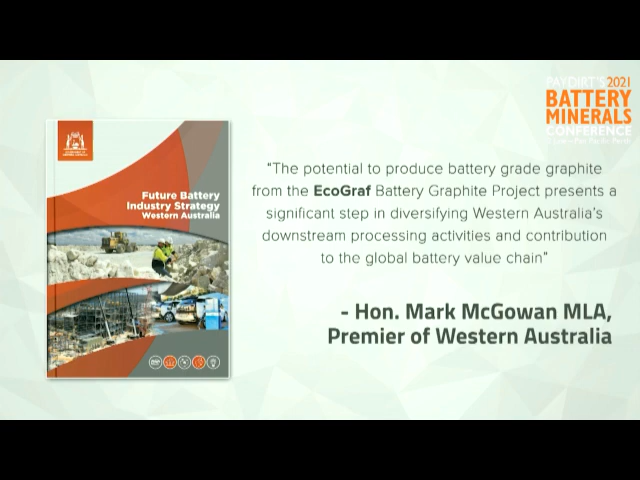 PAYDIRT'S 2021
BATTERY
MINERALS
CONFERENCE
Future Battery
Industry Strategy
Western Australia
“The potential to produce battery grade graphite
from the EcoGraf Battery Graphite Project presents a
significant step in diversifying Western Australia’s
downstream processing activities and contribution
to the global battery value chain”
- Hon. Mark McGowan MLA,
Premier of Western Australia